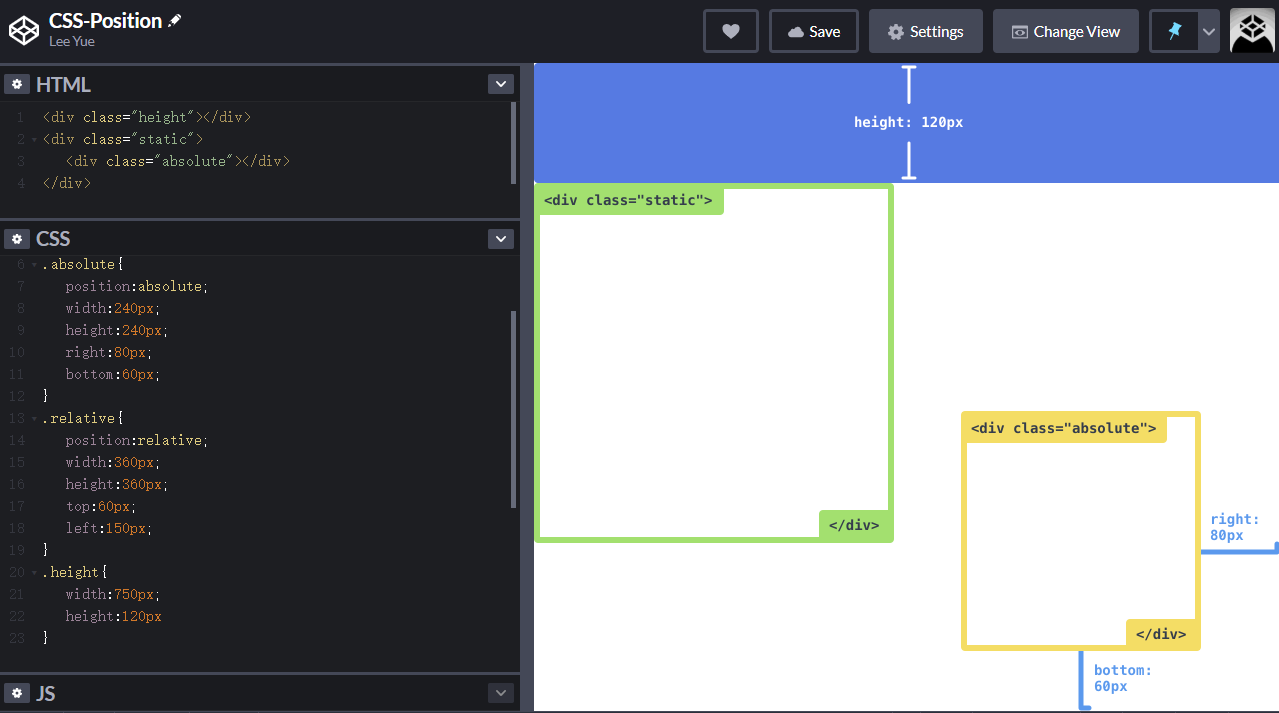 CSS-Position
Lee Yue
Save
Settings
Change View
HTML
1 <div class="height"></div>
2 <div class="static">
3 <div class="absolute"></div>
4 </div>
CSS
6 .absolute{
7 position:absolute;
8 width:240px;
9 height:240px;
10 right:80px;
11 bottom:60px;
12 }
13 .relative{
14 position:relative;
15 width:360px;
16 height:360px;
17 top:60px;
18 left:150px;
19 }
20 .height{
21 width:750px;
22 height:120px
23 }
JS
height: 120px
<div class="static">
</div>
<div class="absolute">
</div>
right:
80px
bottom:
60px